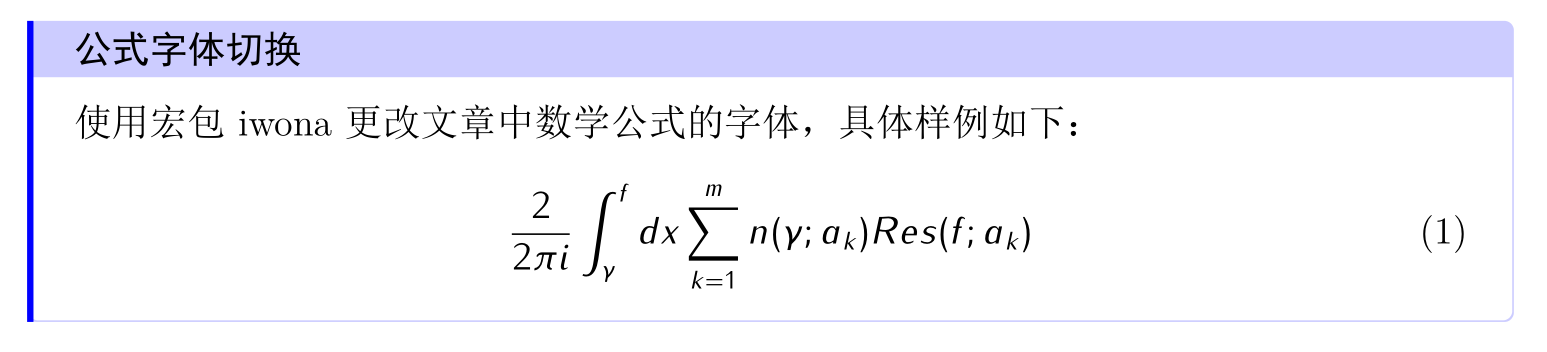 公式字体切换
使用宏包 iwona 更改文章中数学公式的字体，具体样例如下：
\frac{2}{2\pi i} \int_{\gamma}^{f} dx \sum_{k=1}^{m} n(\gamma; a_k) Res(f; a_k) (1)